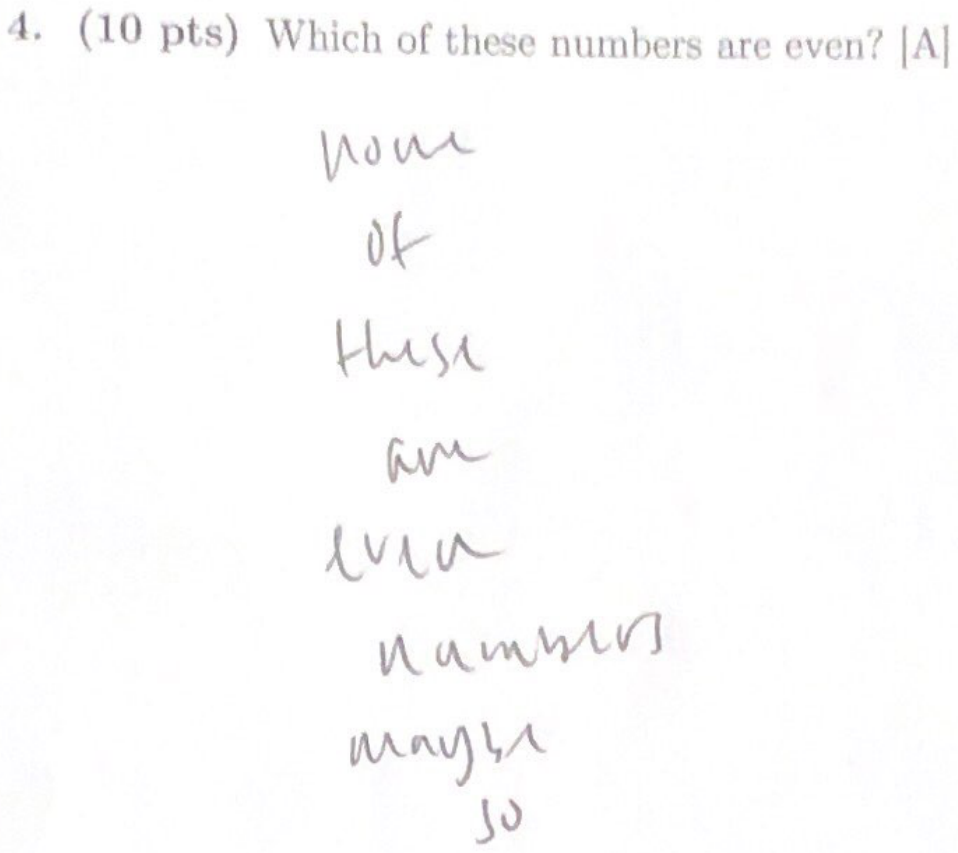 4. (10 pts) Which of these numbers are even? [A]
none
of
these
are
even
numbers
maybe
so